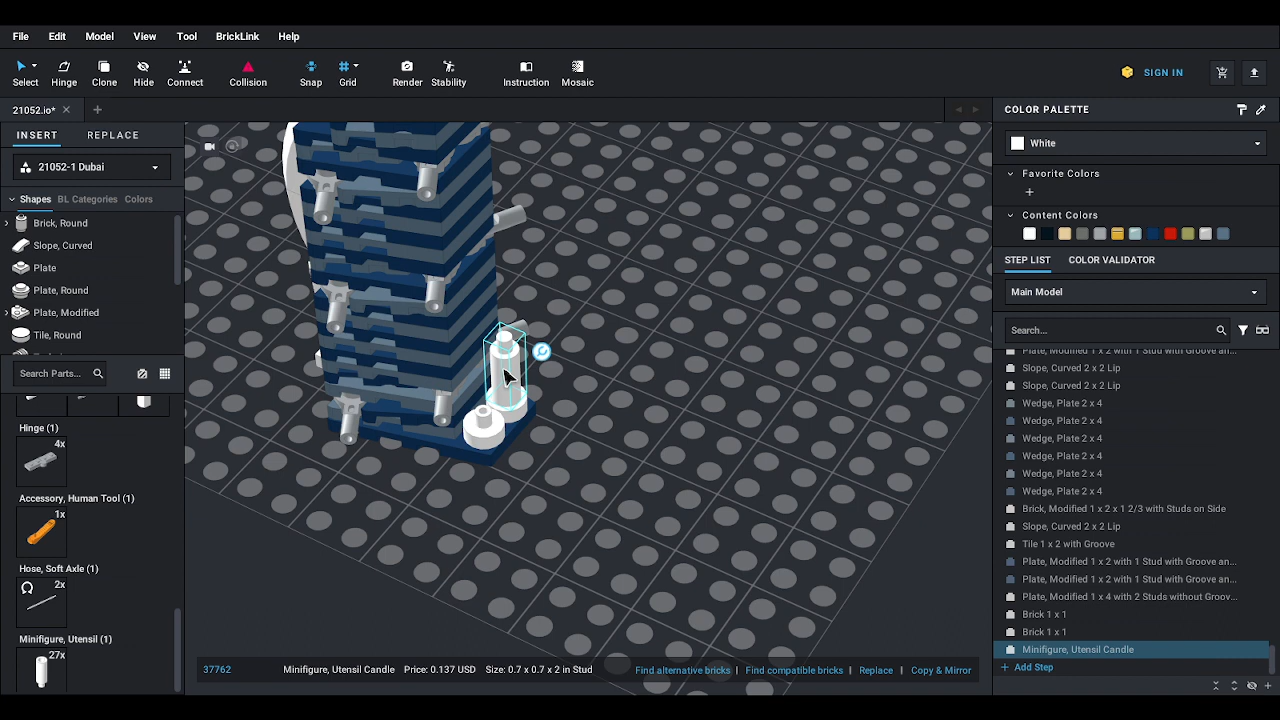 File Edit Model View Tool BrickLink Help
Select Hinge Clone Hide Connect Collision Snap Grid Render Stability Instruction Mosaic SIGN IN
21052.io*
INSERT REPLACE
21052-1 Dubai
Shapes BL Categories Colors
Brick, Round
Slope, Curved
Plate
Plate, Round
Plate, Modified
Tile, Round
Search Parts...
Hinge (1)
4x
Accessory, Human Tool (1)
1x
Hose, Soft Axle (1)
2x
Minifigure, Utensil (1)
27x
37762 Minifigure, Utensil Candle Price: 0.137 USD Size: 0.7 x 0.7 x 2 in Stud Find alternative bricks | Find compatible bricks | Replace | Copy & Mirror
COLOR PALETTE
White
Favorite Colors
Content Colors
STEP LIST COLOR VALIDATOR
Main Model
Search...
Plate, Modified 1 x 2 with 1 Stud with Groove an...
Slope, Curved 2 x 2 Lip
Slope, Curved 2 x 2 Lip
Wedge, Plate 2 x 4
Wedge, Plate 2 x 4
Wedge, Plate 2 x 4
Wedge, Plate 2 x 4
Wedge, Plate 2 x 4
Wedge, Plate 2 x 4
Brick, Modified 1 x 2 x 1 2/3 with Studs on Side
Slope, Curved 2 x 2 Lip
Tile 1 x 2 with Groove
Plate, Modified 1 x 2 with 1 Stud with Groove an...
Plate, Modified 1 x 2 with 1 Stud with Groove an...
Plate, Modified 1 x 4 with 2 Studs without Groov...
Brick 1 x 1
Brick 1 x 1
Minifigure, Utensil Candle
+ Add Step